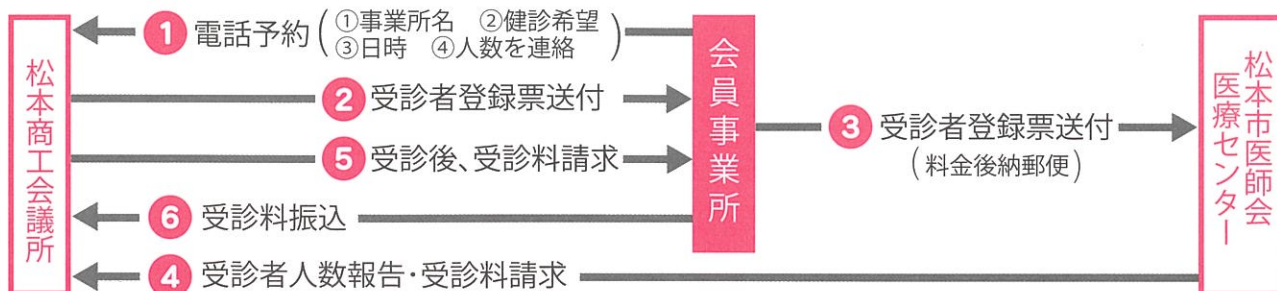 松本商工会議所
1 電話予約(①事業所名 ②健診希望
③日時 ④人数を連絡)
2 受診者登録票送付
5 受診後、受診料請求
6 受診料振込
4 受診者人数報告・受診料請求
会員事業所
3 受診者登録票送付
(料金後納郵便)
松本市医師会
医療センター